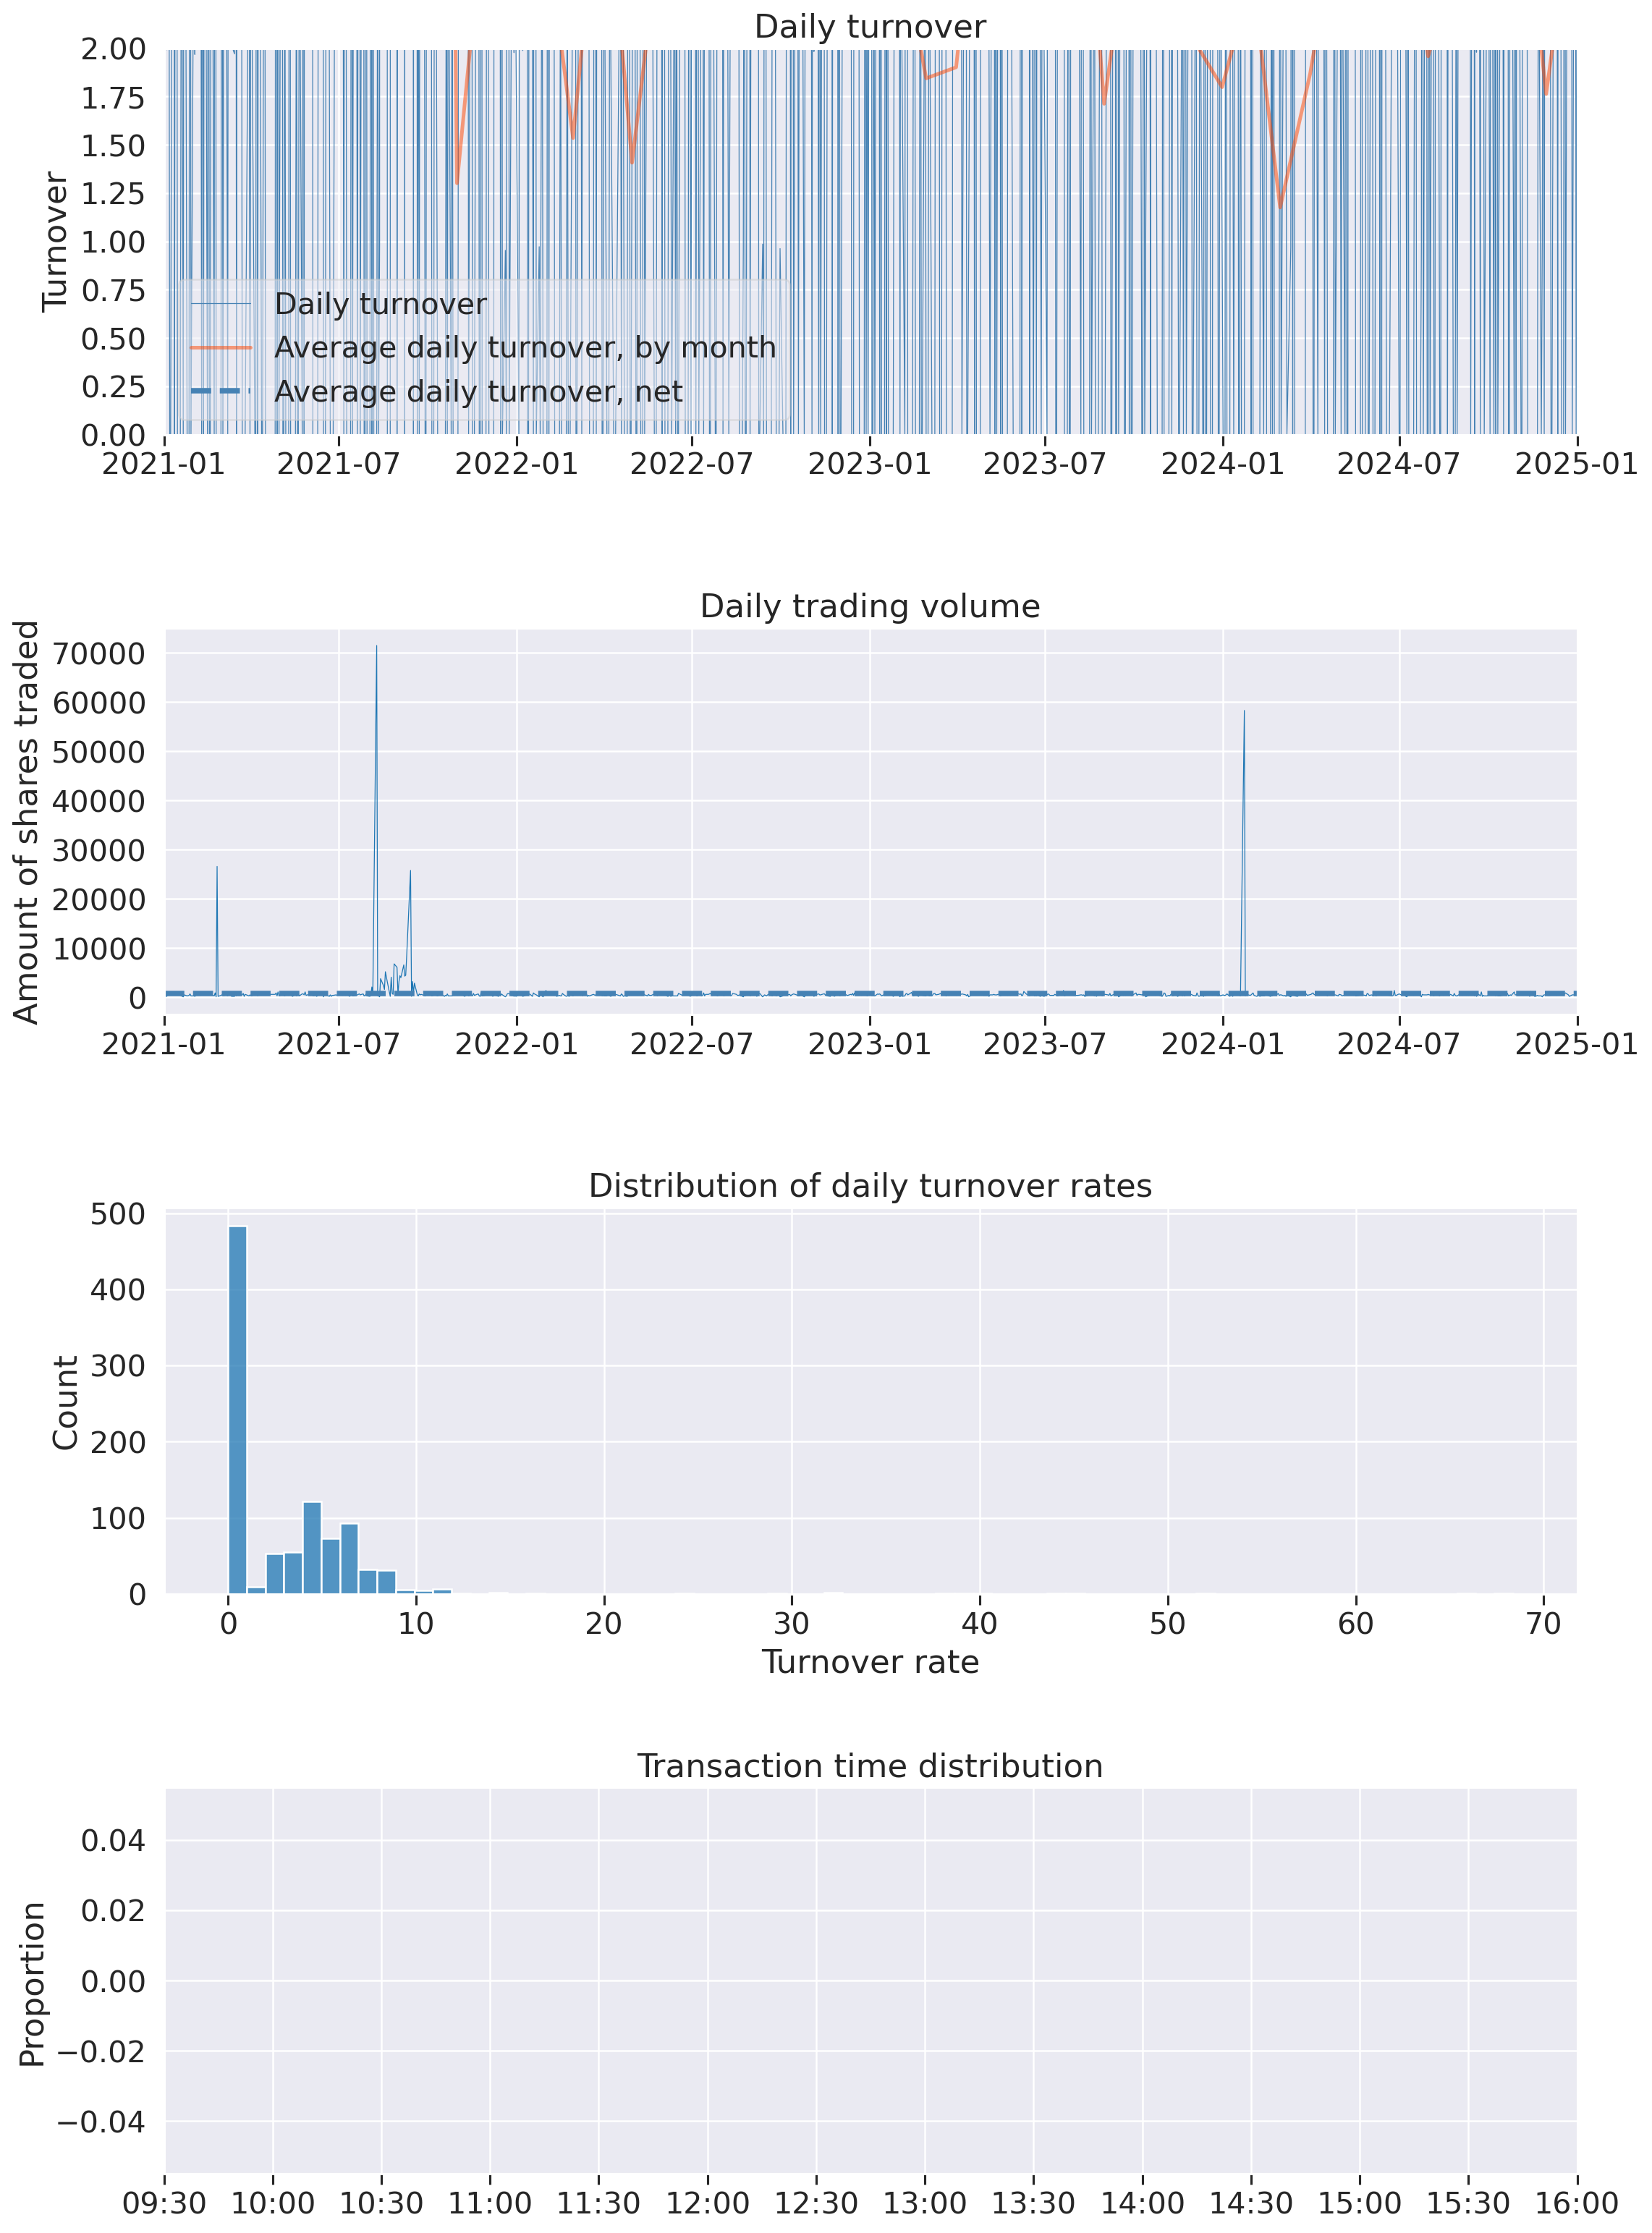 Daily turnover
2.00
1.75
1.50
1.25
1.00
0.75
0.50
0.25
0.00
Turnover
Daily turnover
Average daily turnover, by month
Average daily turnover, net
2021-01 2021-07 2022-01 2022-07 2023-01 2023-07 2024-01 2024-07 2025-01
Daily trading volume
70000
60000
50000
40000
30000
20000
10000
0
Amount of shares traded
2021-01 2021-07 2022-01 2022-07 2023-01 2023-07 2024-01 2024-07 2025-01
Distribution of daily turnover rates
500
400
300
200
100
0
Count
0 10 20 30 40 50 60 70
Turnover rate
Transaction time distribution
0.04
0.02
0.00
−0.02
−0.04
Proportion
09:30 10:00 10:30 11:00 11:30 12:00 12:30 13:00 13:30 14:00 14:30 15:00 15:30 16:00